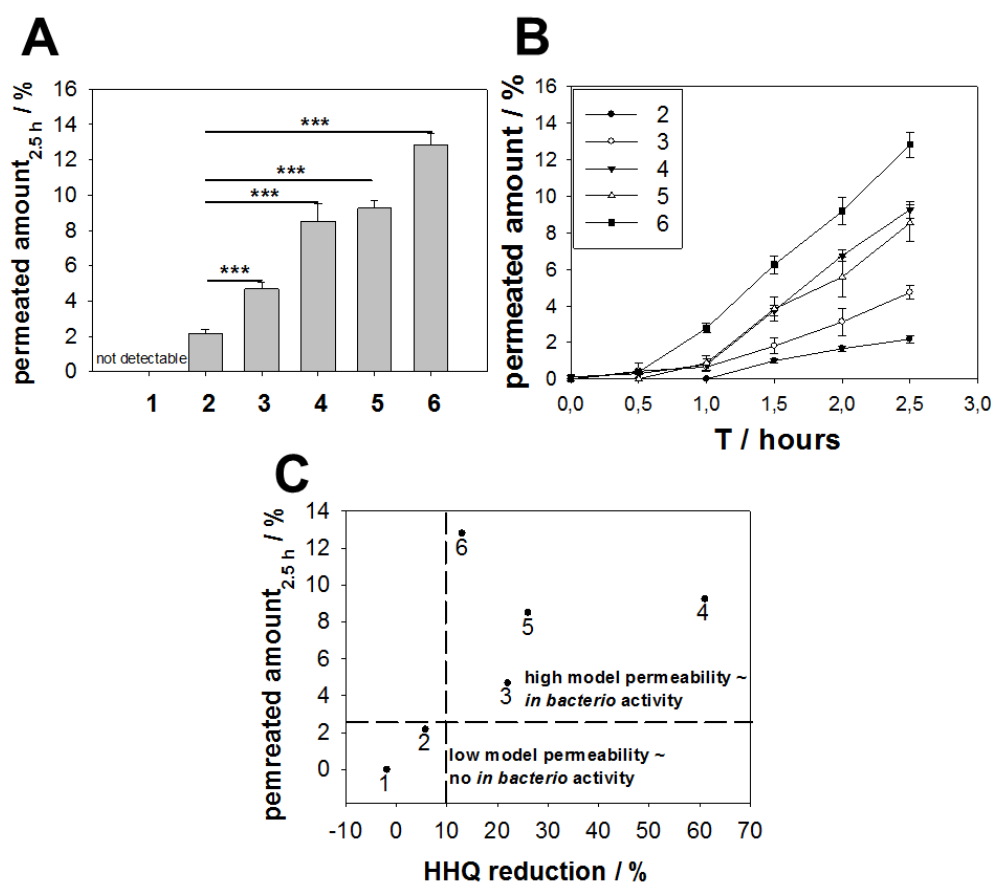 A
permeated amount2.5 h / %
16
14
12
10
8
6
4
2
0
***
***
***
***
not detectable
1 2 3 4 5 6
B
permeated amount / %
16
14
12
10
8
6
4
2
0
2
3
4
5
6
0,0 0,5 1,0 1,5 2,0 2,5 3,0
T / hours
C
pemreated amount2.5 h / %
14
12
10
8
6
4
2
0
6
5
4
3
high model permeability ~
in bacterio activity
2
1
low model permeability ~
no in bacterio activity
-10 0 10 20 30 40 50 60 70
HHQ reduction / %